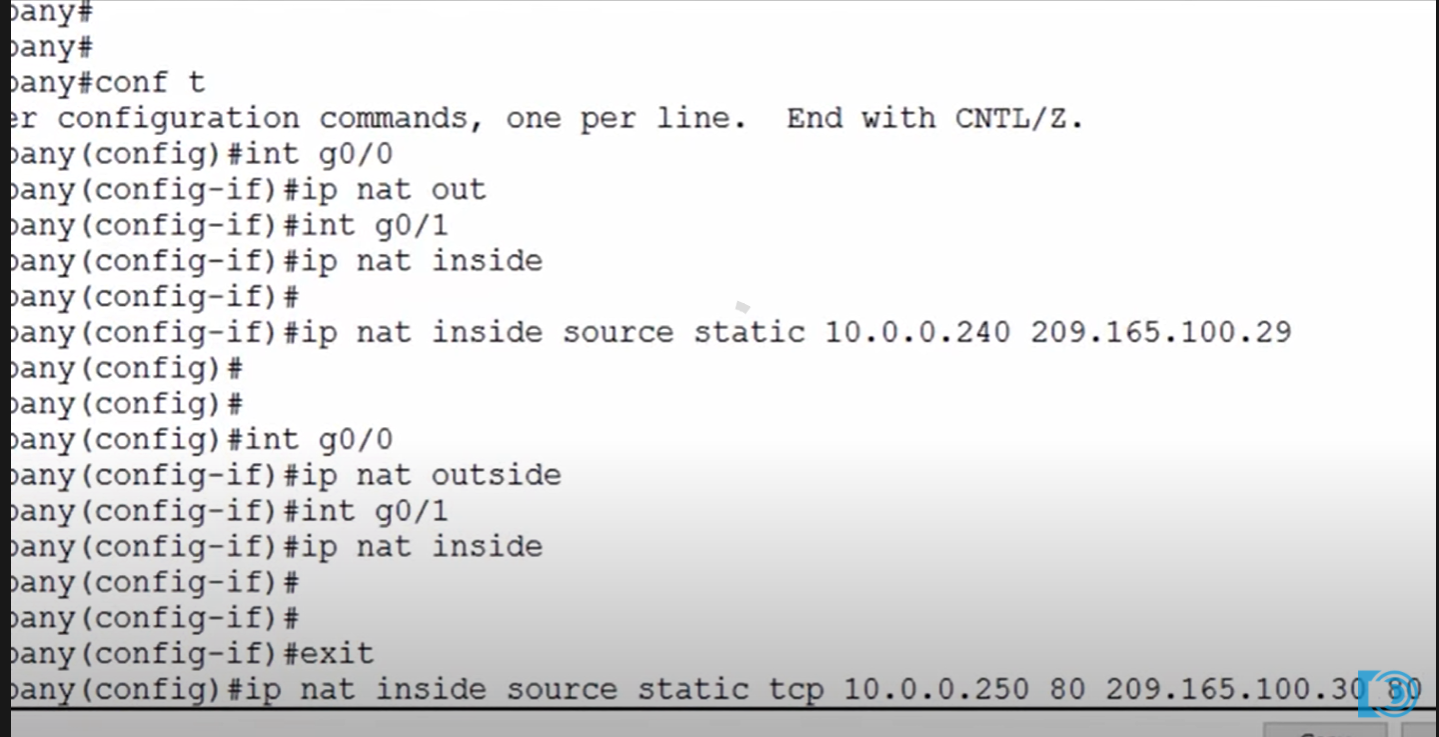 pany#
pany#
pany#conf t
er configuration commands, one per line.  End with CNTL/Z.
pany(config)#int g0/0
pany(config-if)#ip nat out
pany(config-if)#int g0/1
pany(config-if)#ip nat inside
pany(config-if)#
pany(config-if)#ip nat inside source static 10.0.0.240 209.165.100.29
pany(config)#
pany(config)#
pany(config)#int g0/0
pany(config-if)#ip nat outside
pany(config-if)#int g0/1
pany(config-if)#ip nat inside
pany(config-if)#
pany(config-if)#
pany(config-if)#exit
pany(config)#ip nat inside source static tcp 10.0.0.250 80 209.165.100.30 80